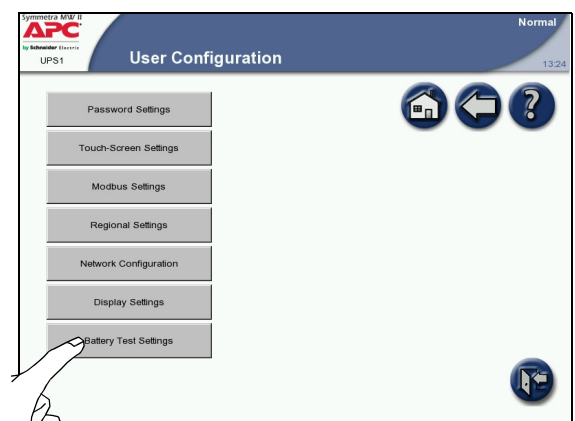 Symmetra MW II
APC
by Schneider Electric
UPS1
User Configuration
Normal
13:24
Password Settings
Touch-Screen Settings
Modbus Settings
Regional Settings
Network Configuration
Display Settings
Battery Test Settings
?